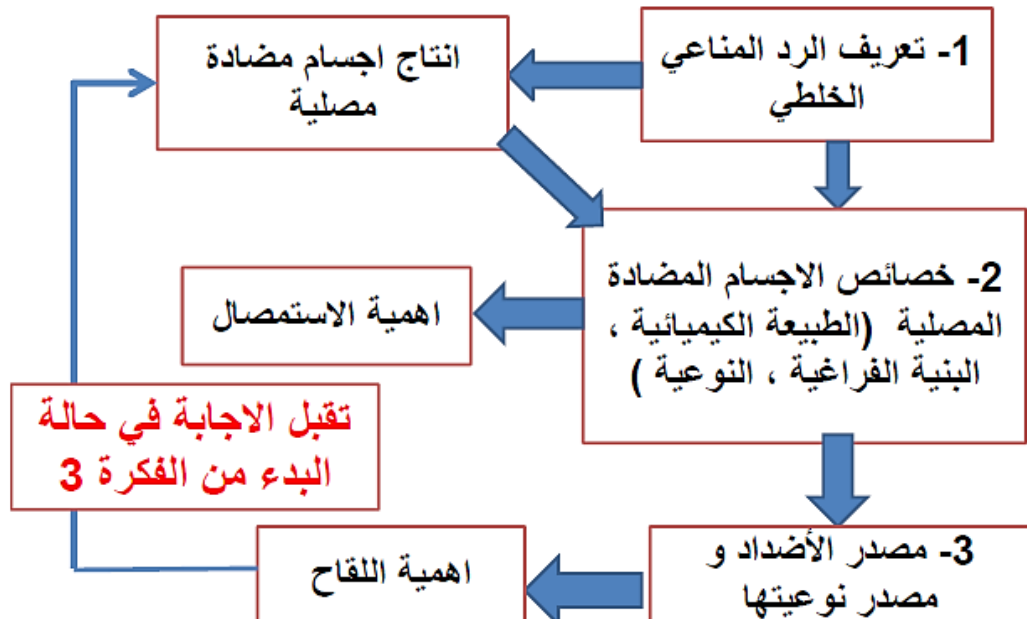 1- تعريف الرد المناعي
الخلطي
انتاج اجسام مضادة
مصلية
2- خصائص الاجسام المضادة
المصلية (الطبيعة الكيميائية ،
البنية الفراغية ، النوعية )
اهمية الاستمصال
تقبل الاجابة في حالة
البدء من الفكرة 3
3- مصدر الأضداد و
مصدر نوعيتها
اهمية اللقاح